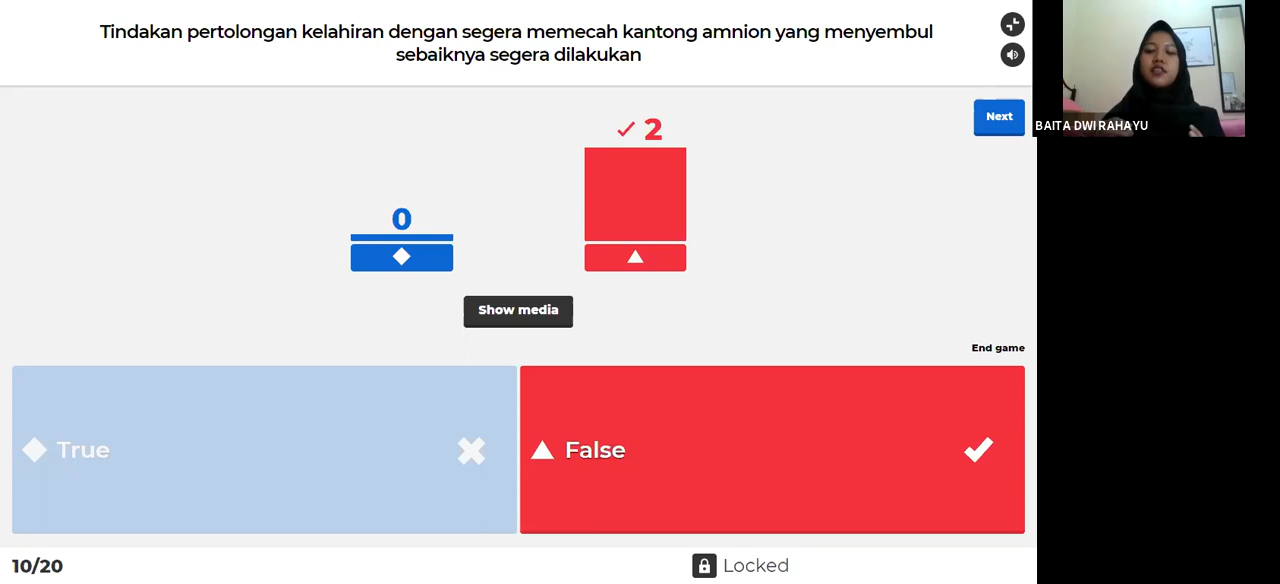 Tindakan pertolongan kelahiran dengan segera memecah kantong amnion yang menyembul
sebaiknya segera dilakukan
Next
BAITA DWI RAHAYU
2
0
Show media
End game
True
False
10/20
Locked